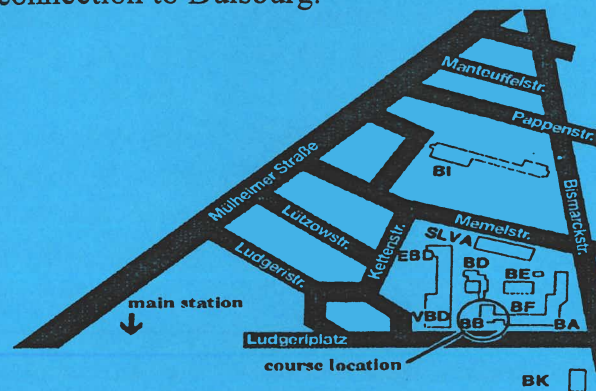 connection to Duisburg.
Manteuffelstr.
Pappenstr.
Mülheimer Straße
BI
Bismarckstr.
Lützowstr.
Memelstr.
Kettenstr.
SLVA
Ludgeristr.
EBD
BD
BE
main station
VBD
BB
BF
BA
Ludgeriplatz
course location
BK